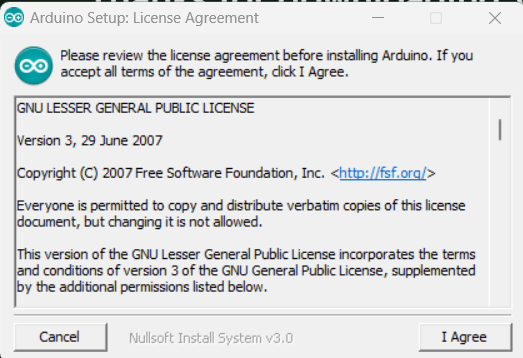 Arduino Setup: License Agreement
Please review the license agreement before installing Arduino. If you
accept all terms of the agreement, click I Agree.
GNU LESSER GENERAL PUBLIC LICENSE
Version 3, 29 June 2007
Copyright (C) 2007 Free Software Foundation, Inc. <http://fsf.org/>
Everyone is permitted to copy and distribute verbatim copies of this license
document, but changing it is not allowed.
This version of the GNU Lesser General Public License incorporates the terms
and conditions of version 3 of the GNU General Public License, supplemented
by the additional permissions listed below.
Cancel
Nullsoft Install System v3.0
I Agree